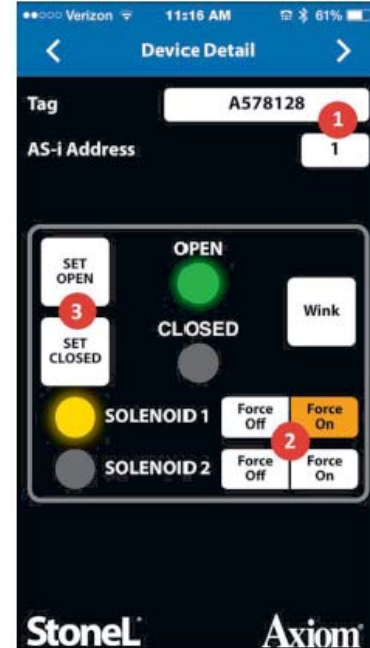 Verizon 11:16 AM 61%
Device Detail
Tag A578128
1
AS-i Address 1
SET OPEN
OPEN
3
Wink
SET CLOSED
CLOSED
SOLENOID 1 Force Off Force On
2
SOLENOID 2 Force Off Force On
StoneL Axiom